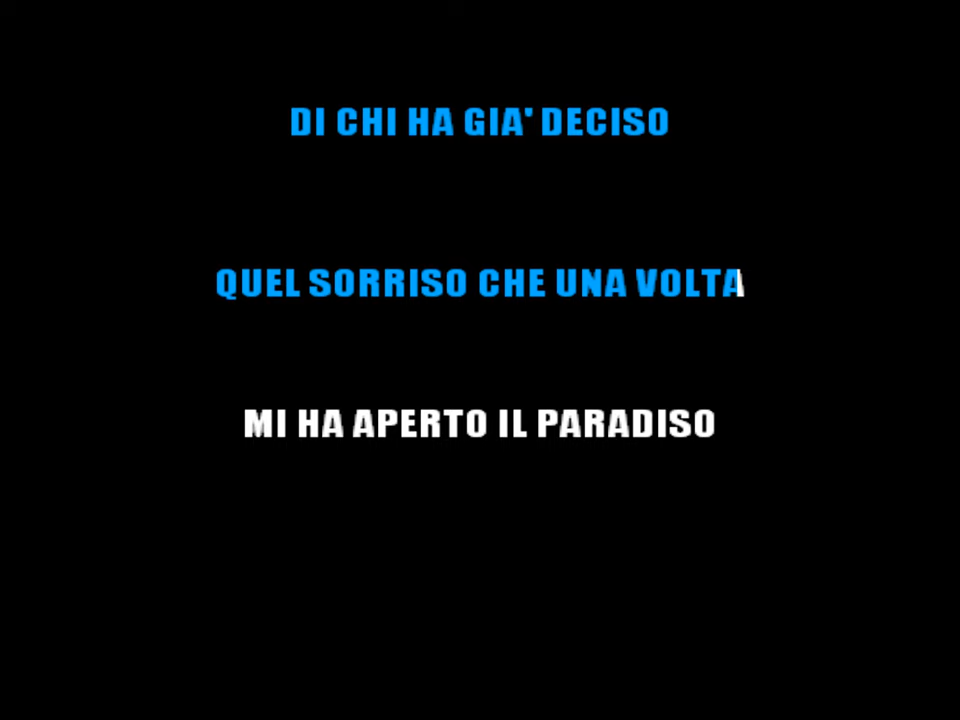 DI CHI HA GIA' DECISO
QUEL SORRISO CHE UNA VOLTA
MI HA APERTO IL PARADISO